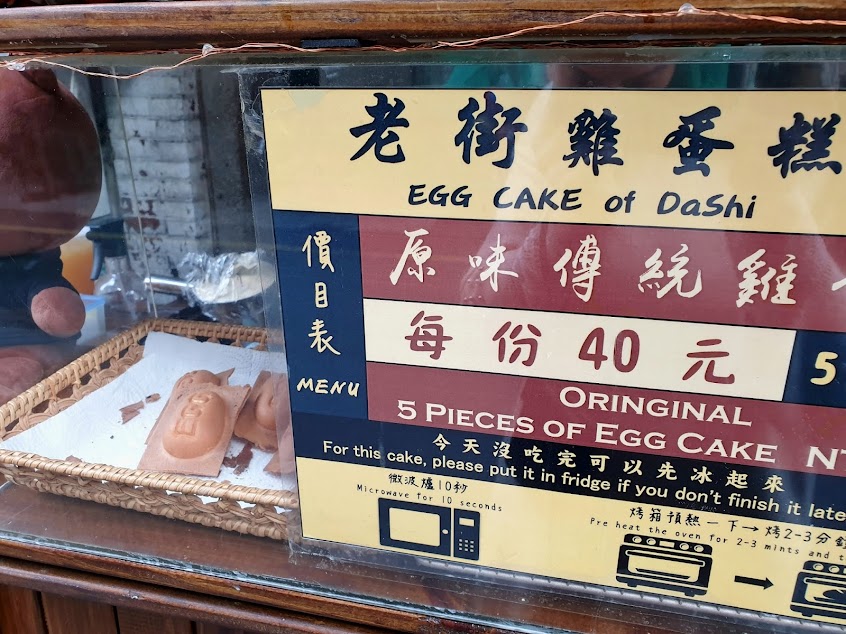 老街雞蛋糕
EGG CAKE of DaShi
價目表
MENU
原味傳統雞
每份40元
5
ORINGINAL
5 PIECES OF EGG CAKE NT
今天沒吃完可以先冰起來
For this cake, please put it in fridge if you don't finish it late
微波爐10秒
Microwave for 10 seconds
烤箱預熱一下→烤2-3分鐘
Pre heat the oven for 2-3 mints and t
EGG